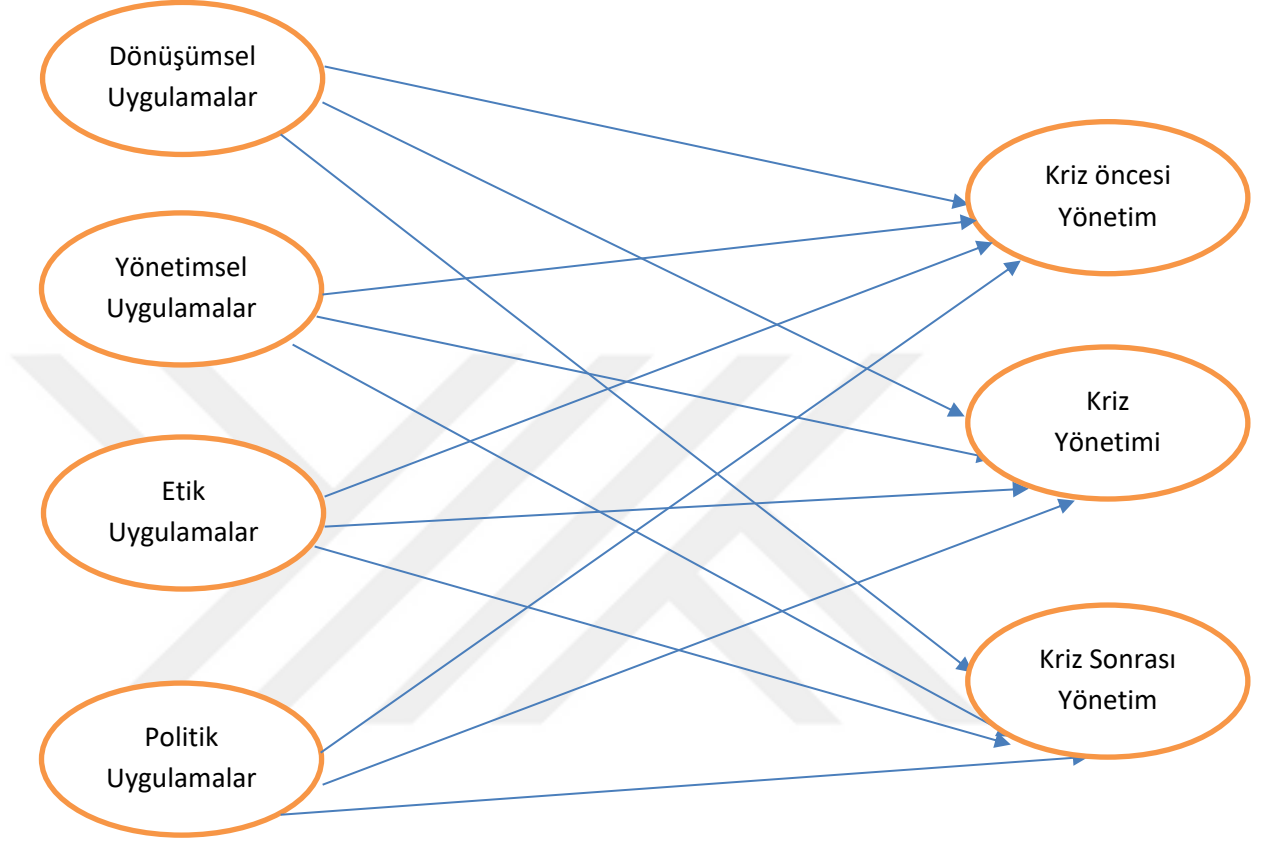 Dönüşümsel
Uygulamalar
Yönetimsel
Uygulamalar
Etik
Uygulamalar
Politik
Uygulamalar
Kriz öncesi
Yönetim
Kriz
Yönetimi
Kriz Sonrası
Yönetim